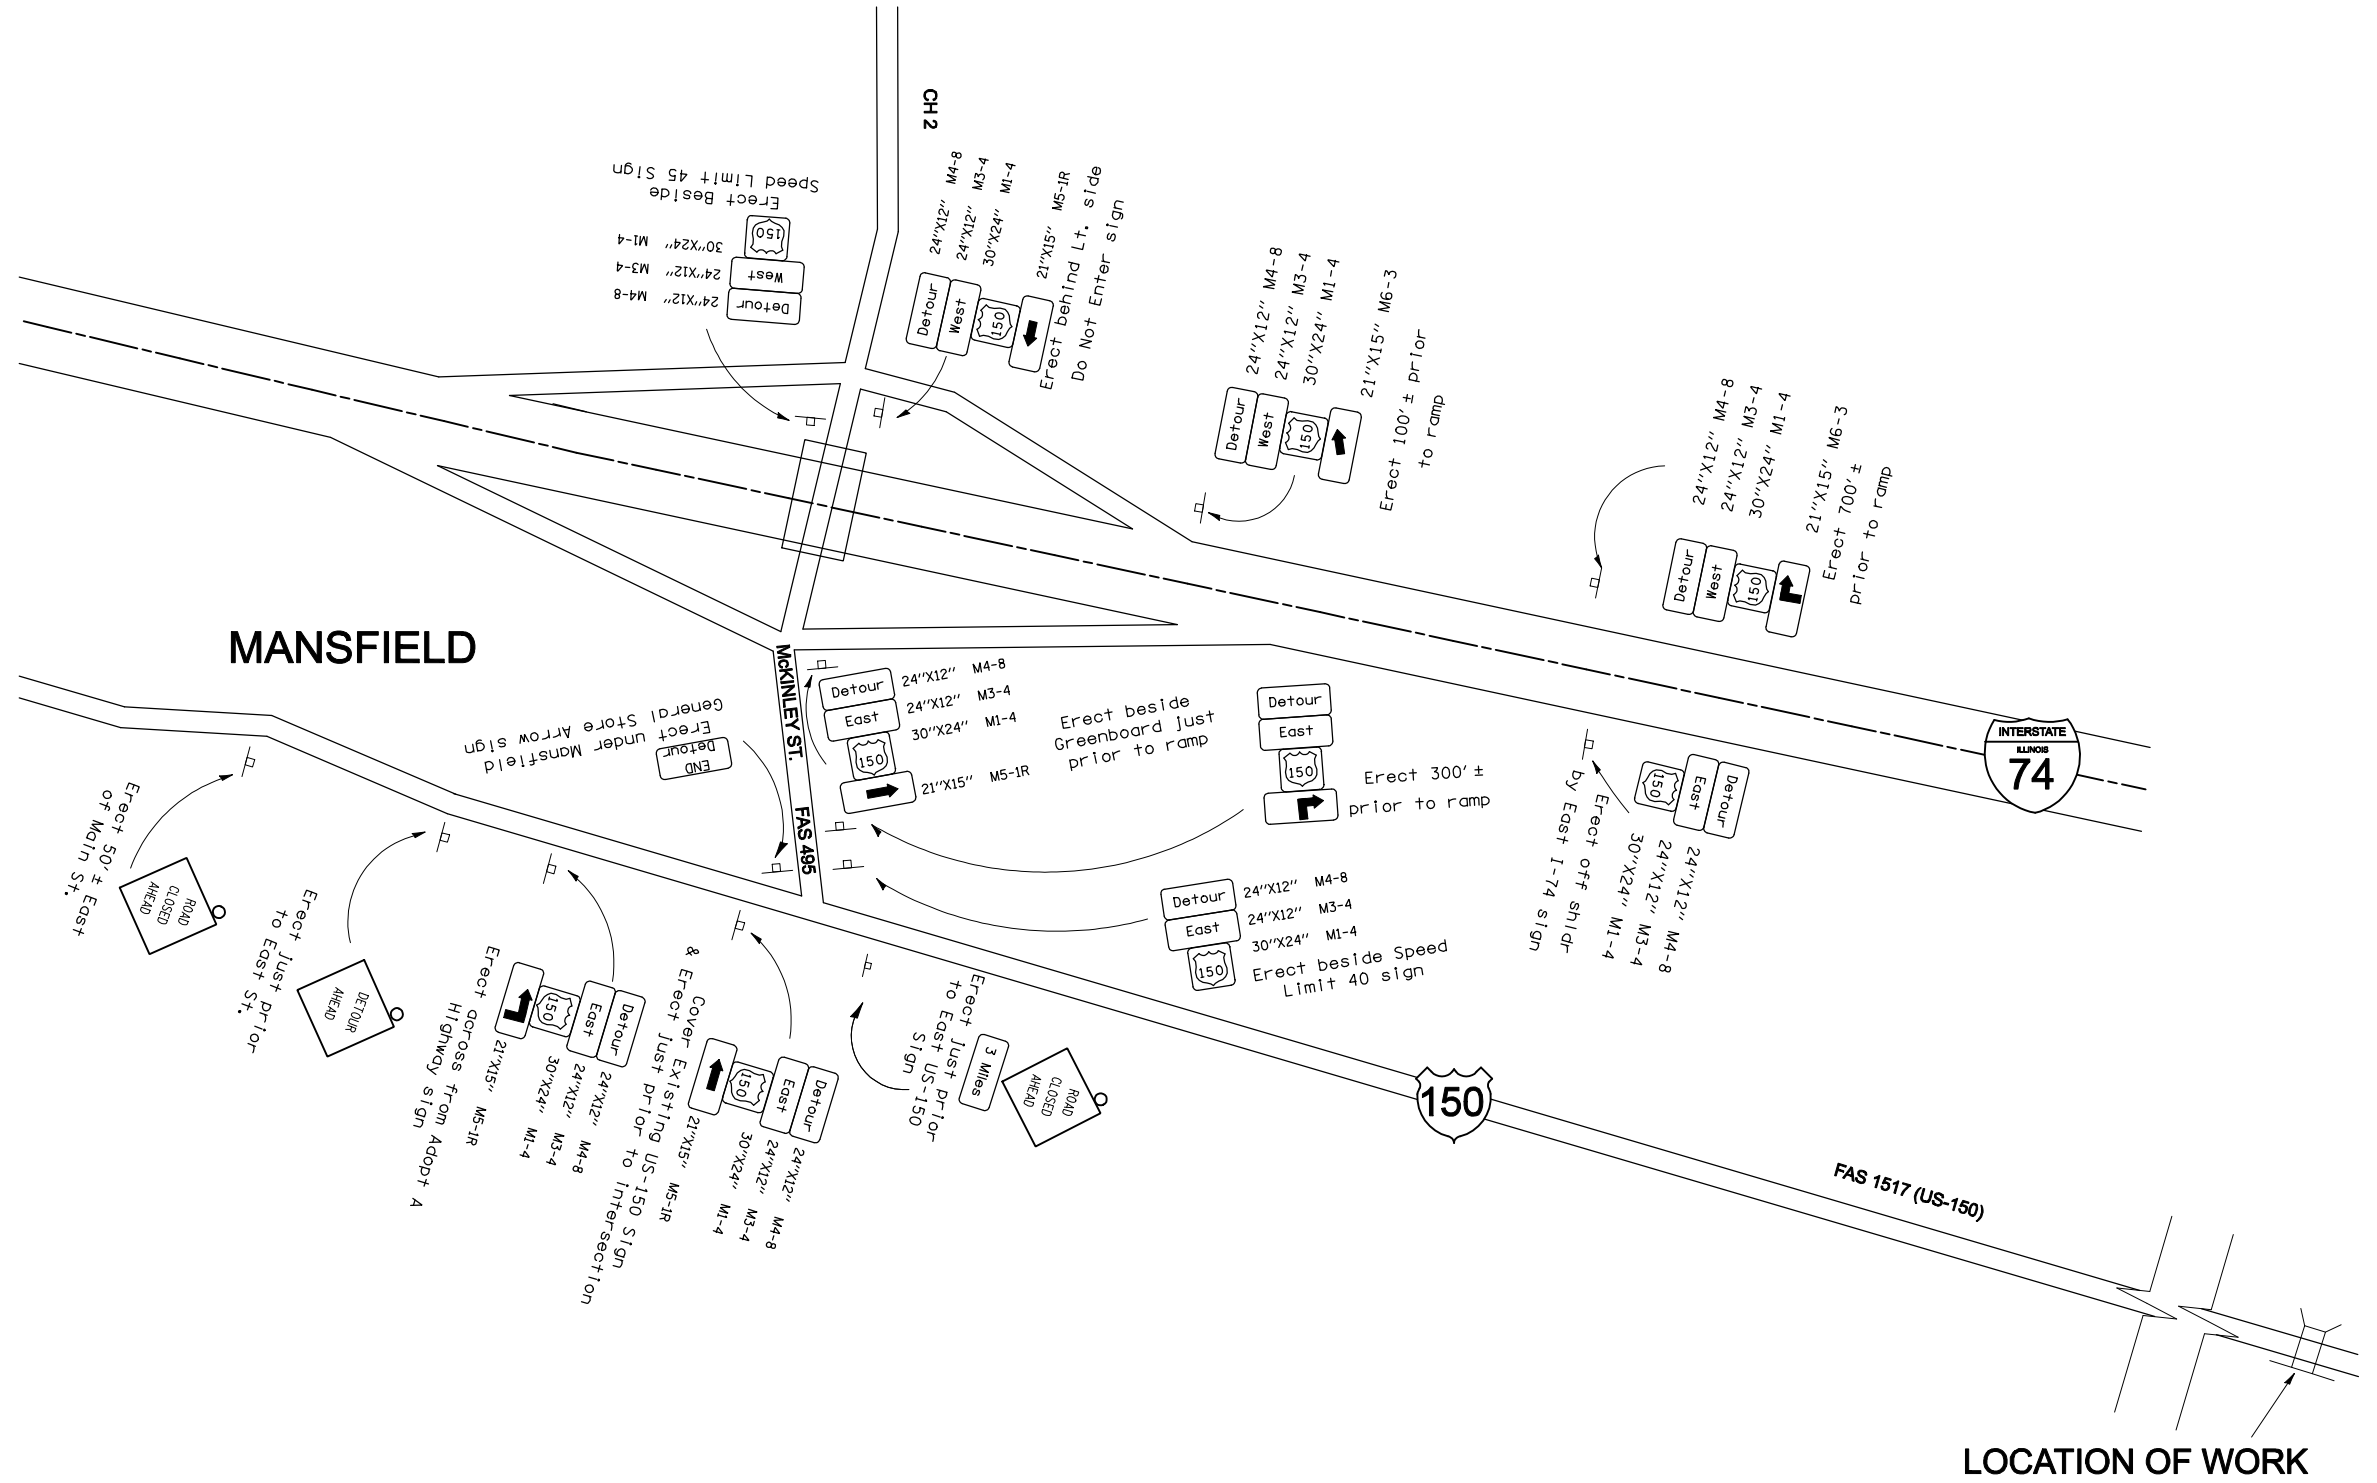 CH 2
Erect Beside
Speed Limit 45 Sign
150
30"X24" M1-4
West
24"X12" M3-4
Detour
24"X12" M4-8
24"X12" M4-8
24"X12" M3-4
30"X24" M1-4
21"X15" M5-1R
Detour
West
150
Erect behind Lt. side
Do Not Enter sign
24"X12" M4-8
24"X12" M3-4
30"X24" M1-4
21"X15" M6-3
Detour
West
150
Erect 100'± prior
to ramp
24"X12" M4-8
24"X12" M3-4
30"X24" M1-4
21"X15" M6-3
Detour
West
150
Erect 700'±
prior to ramp
MANSFIELD
McKINLEY ST.
FAS 495
Detour 24"X12" M4-8
East 24"X12" M3-4
150 30"X24" M1-4
21"X15" M5-1R
Erect beside
Greenboard just
prior to ramp
END
Detour
Erect under Mansfield
General Store Arrow sign
Detour
East
150
Erect 300'±
prior to ramp
Detour 24"X12" M4-8
East 24"X12" M3-4
150 30"X24" M1-4
Erect beside Speed
Limit 40 sign
Detour
East
150
24"X12" M4-8
24"X12" M3-4
30"X24" M1-4
Erect off shldr
by East I-74 sign
INTERSTATE
ILLINOIS
74
Erect 50'± East
of Main St.
ROAD
CLOSED
AHEAD
Erect just prior
to East St.
DETOUR
AHEAD
Detour
East
150
24"X12" M4-8
24"X12" M3-4
30"X24" M1-4
21"X15" M5-1R
Erect across from Adopt A
Highway sign
Detour
East
150
24"X12" M4-8
24"X12" M3-4
30"X24" M1-4
21"X15" M5-1R
Cover Existing US-150 Sign
& Erect just prior to intersection
Erect just prior
to East US-150
Sign
3 Miles
ROAD
CLOSED
AHEAD
150
FAS 1517 (US-150)
LOCATION OF WORK